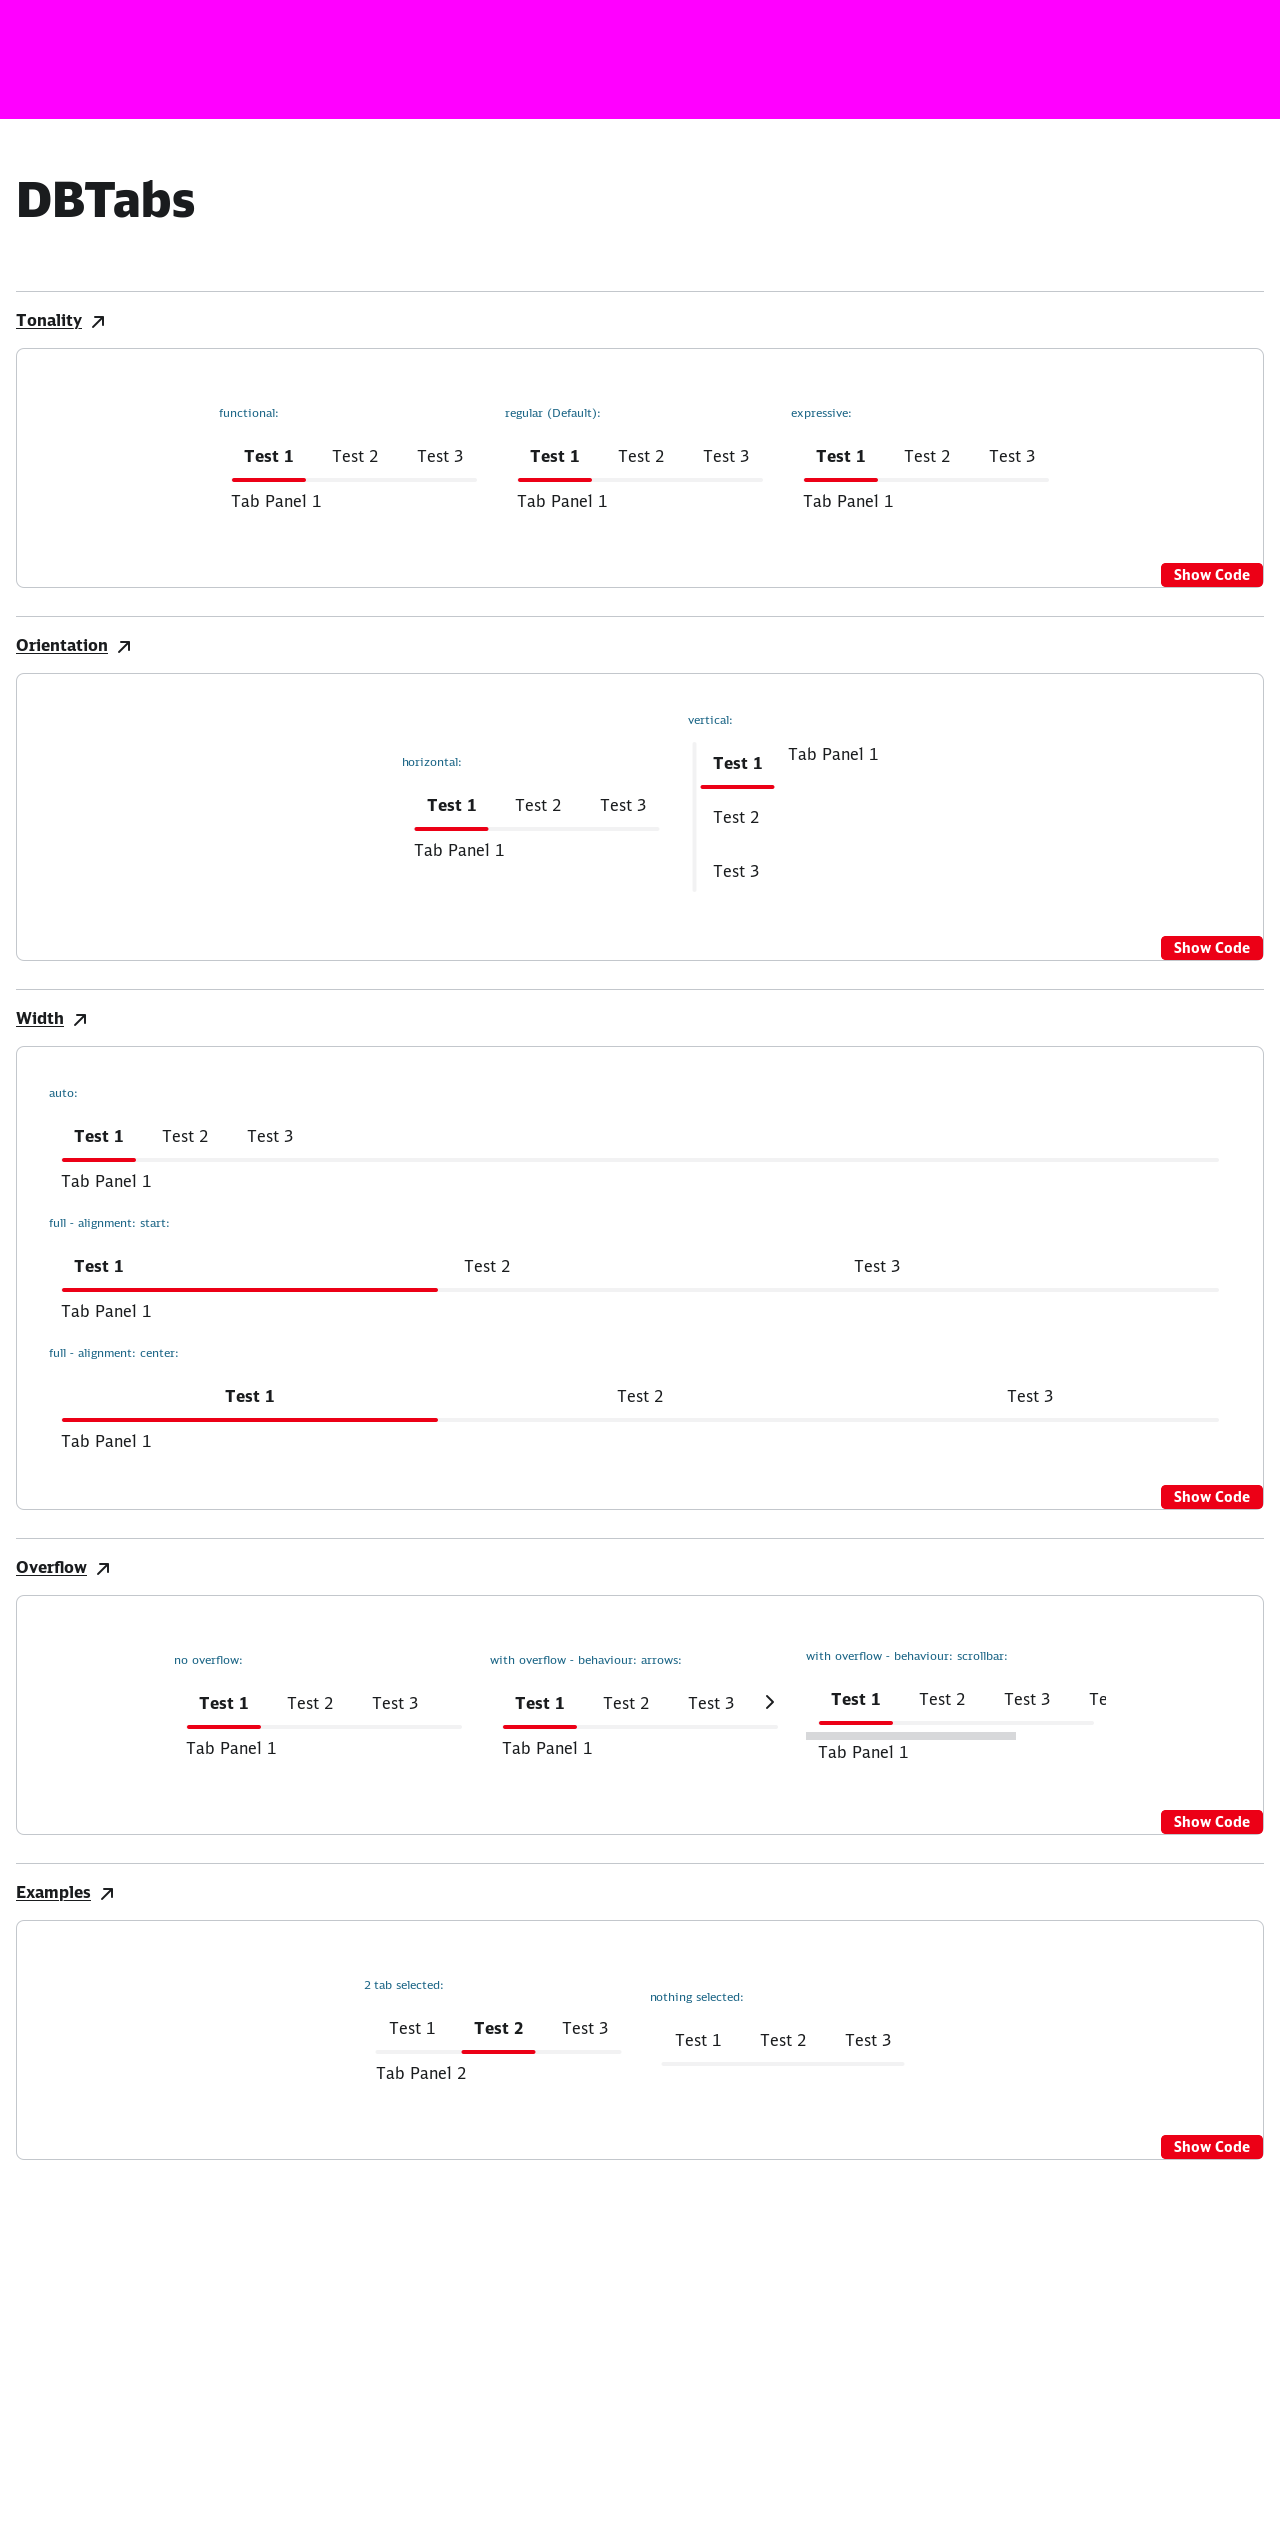 DBTabs
Tonality
functional: regular (Default): expressive:
Test 1 Test 2 Test 3 Test 1 Test 2 Test 3 Test 1 Test 2 Test 3
Tab Panel 1 Tab Panel 1 Tab Panel 1
Show Code
Orientation
horizontal:
Test 1 Test 2 Test 3
Tab Panel 1
vertical:
Test 1 Tab Panel 1
Test 2
Test 3
Show Code
Width
auto:
Test 1 Test 2 Test 3
Tab Panel 1
full - alignment: start:
Test 1 Test 2 Test 3
Tab Panel 1
full - alignment: center:
Test 1 Test 2 Test 3
Tab Panel 1
Show Code
Overflow
no overflow: with overflow - behaviour: arrows: with overflow - behaviour: scrollbar:
Test 1 Test 2 Test 3 Test 1 Test 2 Test 3 Test 1 Test 2 Test 3 Te
Tab Panel 1 Tab Panel 1 Tab Panel 1
Show Code
Examples
2 tab selected:
Test 1 Test 2 Test 3
Tab Panel 2
nothing selected:
Test 1 Test 2 Test 3
Show Code